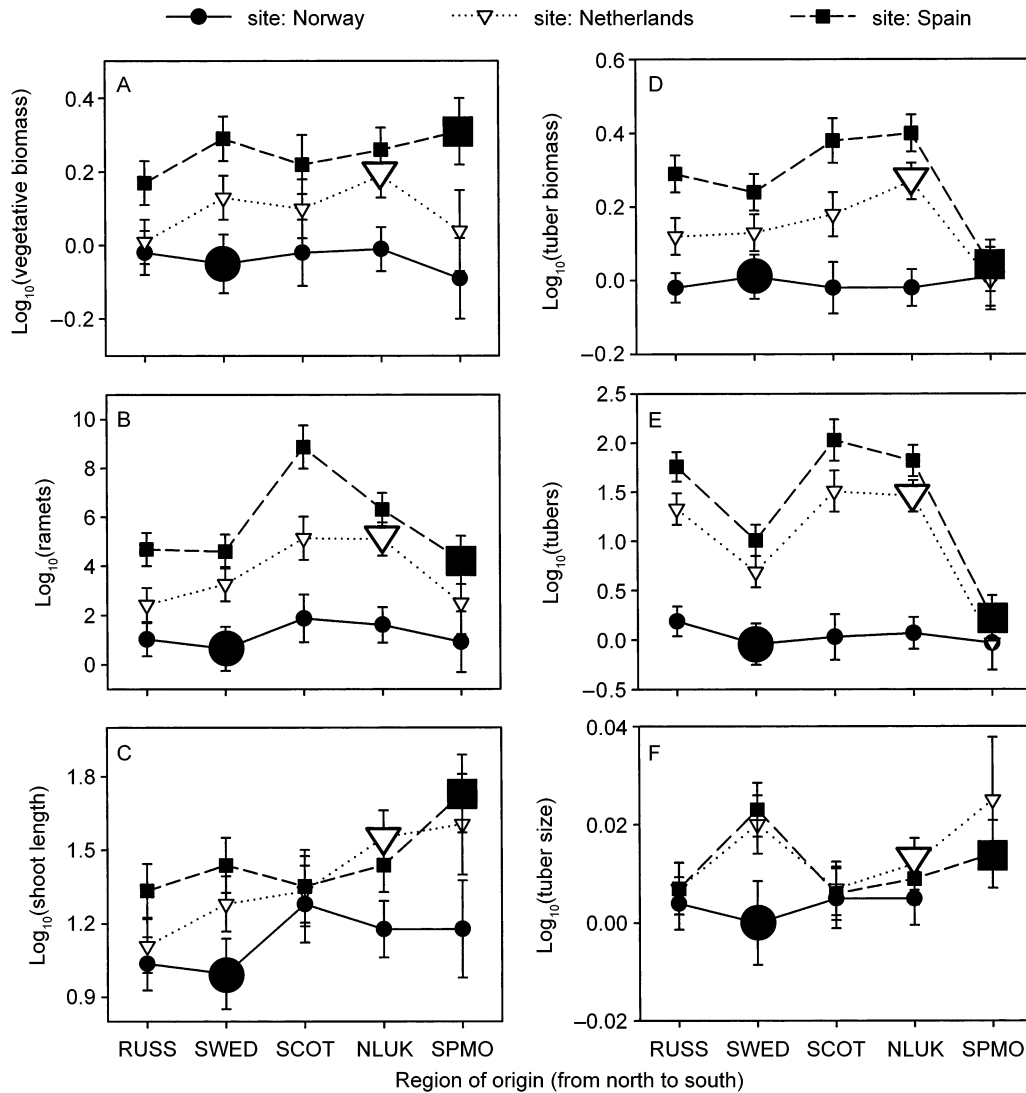 site: Norway site: Netherlands site: Spain
A
Log10(vegetative biomass)
0.4
0.2
0.0
–0.2
D
Log10(tuber biomass)
0.6
0.4
0.2
0.0
–0.2
B
Log10(ramets)
10
8
6
4
2
0
E
Log10(tubers)
2.5
2.0
1.5
1.0
0.5
0.0
–0.5
C
Log10(shoot length)
1.8
1.5
1.2
0.9
RUSS SWED SCOT NLUK SPMO
F
Log10(tuber size)
0.04
0.02
0.00
–0.02
RUSS SWED SCOT NLUK SPMO
Region of origin (from north to south)